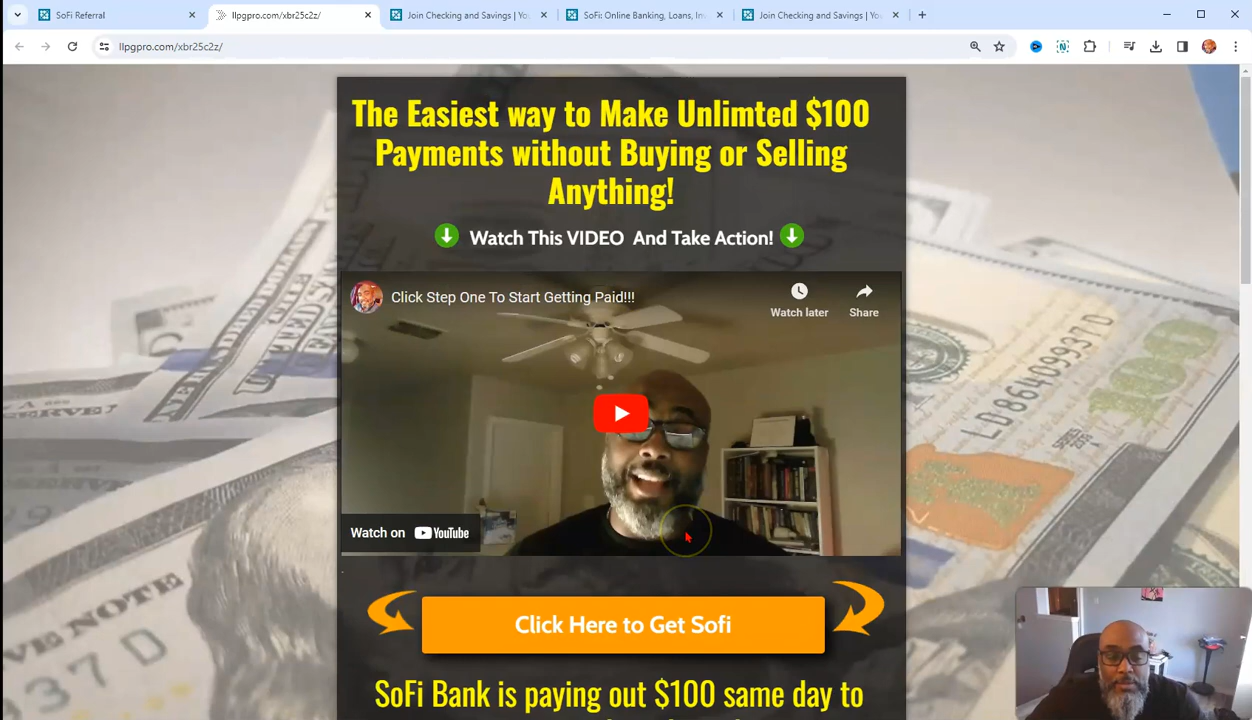 SoFi Referral
llpgpro.com/xbr25c2z/
Join Checking and Savings | Yo
SoFi: Online Banking, Loans, In
Join Checking and Savings | Yo
llpgpro.com/xbr25c2z/
The Easiest way to Make Unlimted $100
Payments without Buying or Selling
Anything!
Watch This VIDEO And Take Action!
Click Step One To Start Getting Paid!!!
Watch later
Share
Watch on YouTube
Click Here to Get Sofi
SoFi Bank is paying out $100 same day to
LD86409937D
100
37D